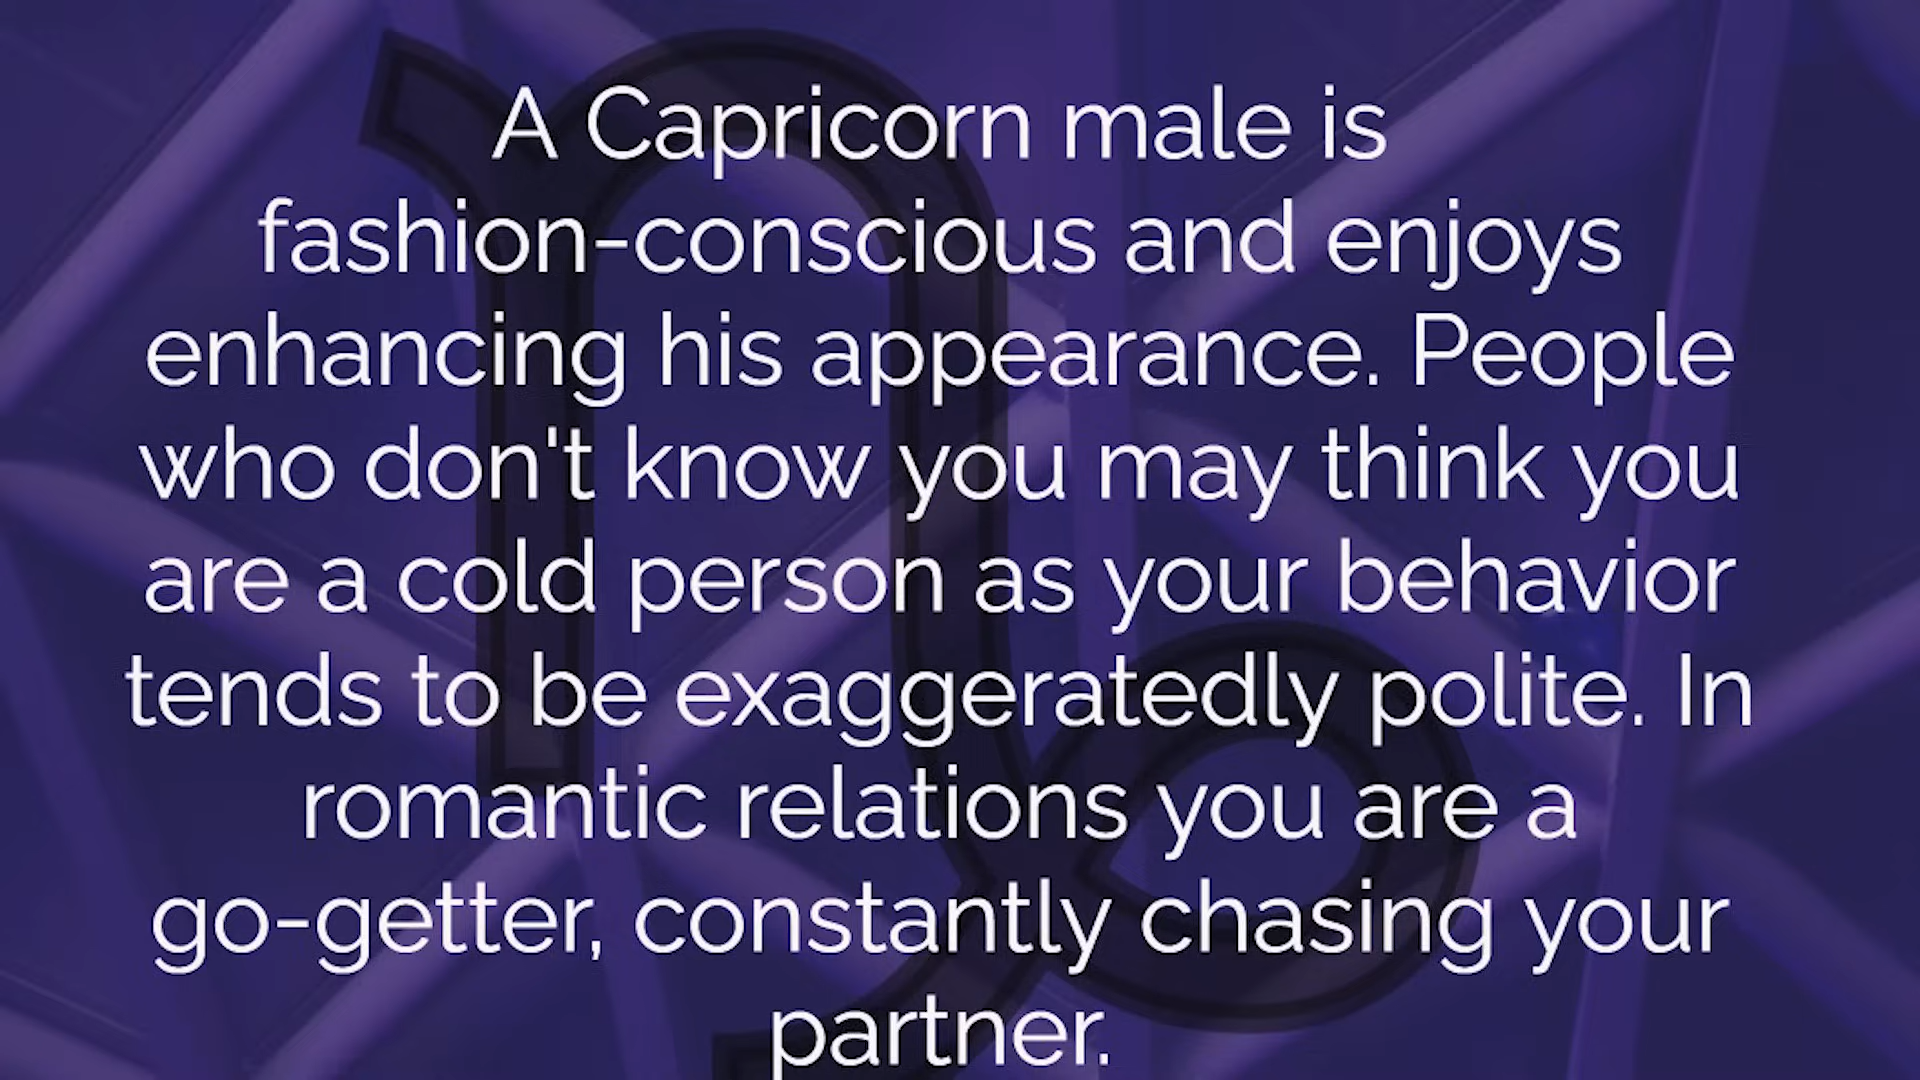 A Capricorn male is
fashion-conscious and enjoys
enhancing his appearance. People
who don't know you may think you
are a cold person as your behavior
tends to be exaggeratedly polite. In
romantic relations you are a
go-getter, constantly chasing your
partner.